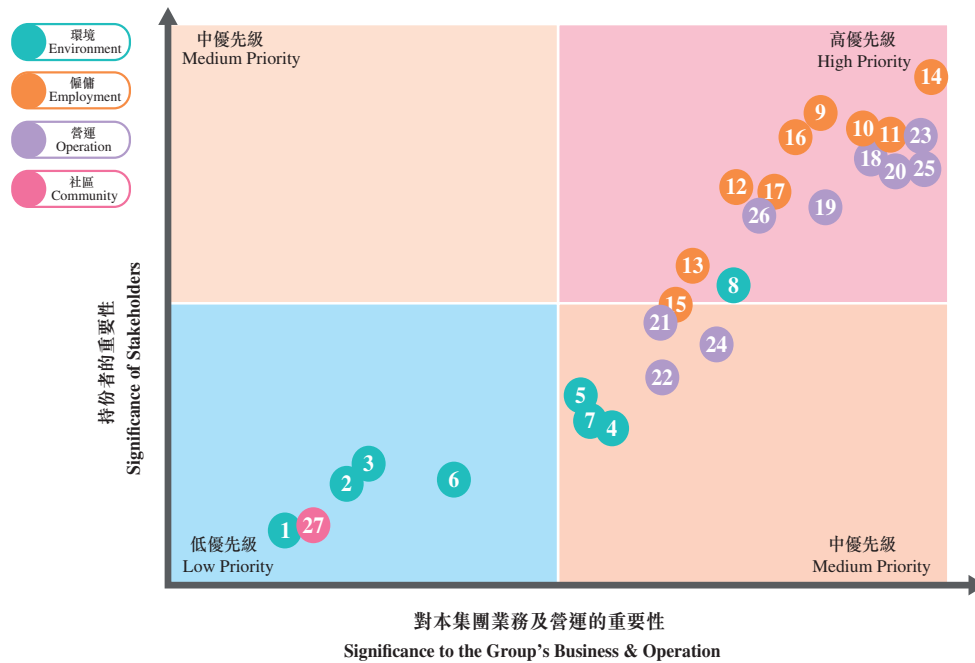 環境
Environment
僱傭
Employment
營運
Operation
社區
Community
中優先級
Medium Priority
高優先級
High Priority
14
9
16
10
11
23
18
20
25
12
17
26
19
13
8
15
21
24
22
5
7
4
3
2
6
1
27
低優先級
Low Priority
中優先級
Medium Priority
持份者的重要性
Significance of Stakeholders
對本集團業務及營運的重要性
Significance to the Group's Business & Operation